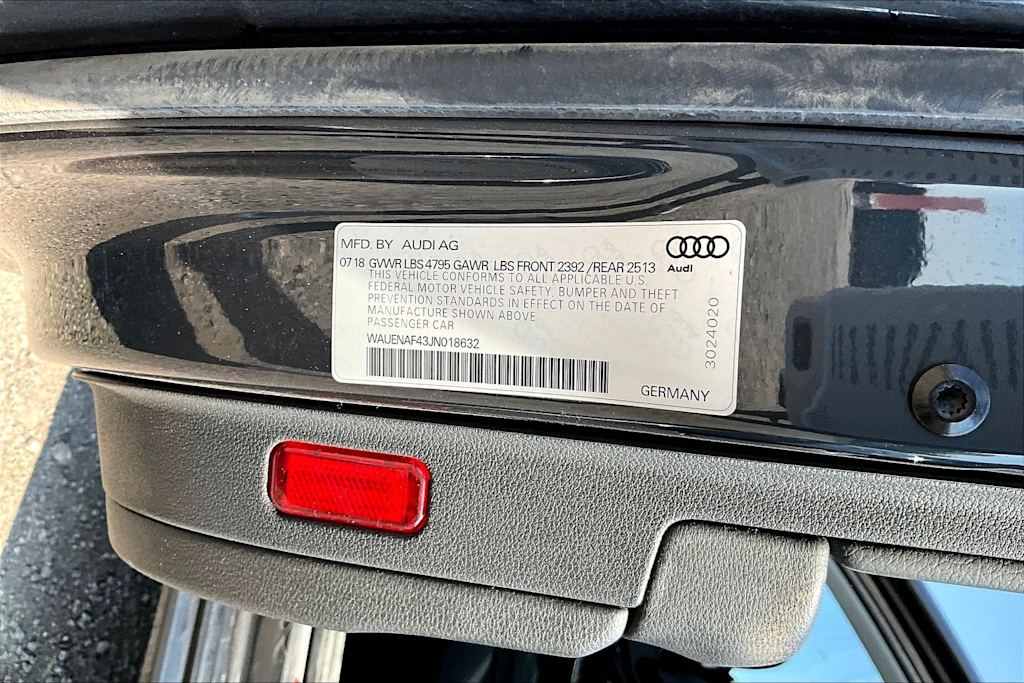 MFD. BY AUDI AG
Audi
07 18 GVWR LBS 4795 GAWR LBS FRONT 2392 / REAR 2513
THIS VEHICLE CONFORMS TO ALL APPLICABLE U.S.
FEDERAL MOTOR VEHICLE SAFETY, BUMPER AND THEFT
PREVENTION STANDARDS IN EFFECT ON THE DATE OF
MANUFACTURE SHOWN ABOVE
PASSENGER CAR
WAUENAF43JN018632
GERMANY
3024020